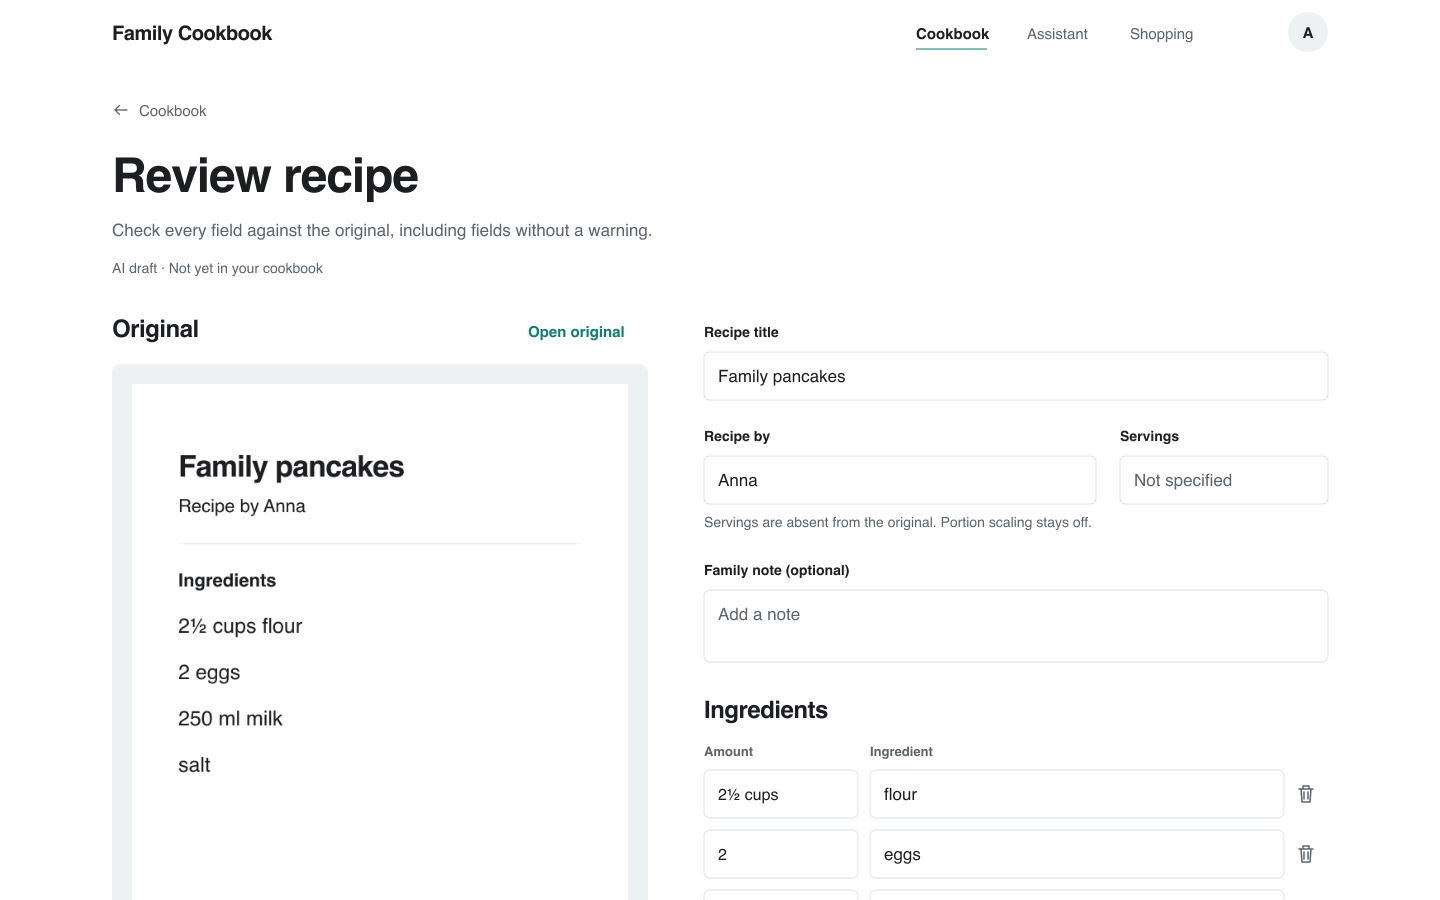 Family Cookbook
Cookbook Assistant Shopping A
Cookbook
Review recipe
Check every field against the original, including fields without a warning.
AI draft · Not yet in your cookbook
Original Open original
Family pancakes
Recipe by Anna
Ingredients
2½ cups flour
2 eggs
250 ml milk
salt
Recipe title
Family pancakes
Recipe by Servings
Anna Not specified
Servings are absent from the original. Portion scaling stays off.
Family note (optional)
Add a note
Ingredients
Amount Ingredient
2½ cups flour
2 eggs